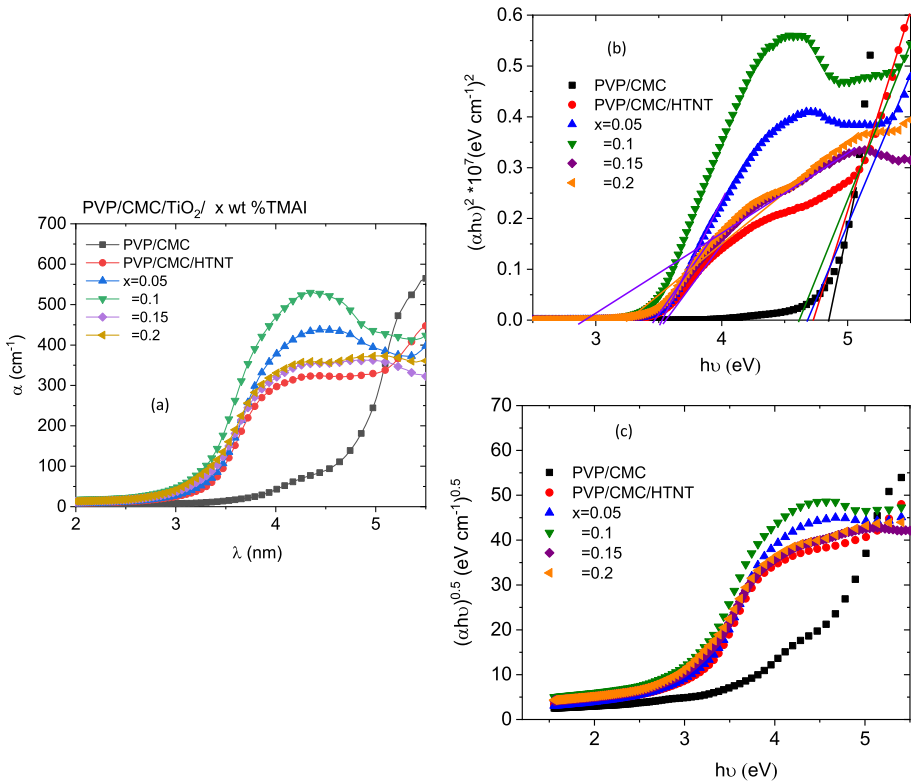 PVP/CMC/TiO₂/ x wt %TMAI
PVP/CMC
PVP/CMC/HTNT
x=0.05
=0.1
=0.15
=0.2
(a)
α (cm⁻¹)
700
600
500
400
300
200
100
0
2 3 4 5
λ (nm)
(b)
PVP/CMC
PVP/CMC/HTNT
x=0.05
=0.1
=0.15
=0.2
(αhυ)² *10⁷(eV cm⁻¹)²
0.6
0.5
0.4
0.3
0.2
0.1
0.0
3 4 5
hυ (eV)
(c)
PVP/CMC
PVP/CMC/HTNT
x=0.05
=0.1
=0.15
=0.2
(αhυ)⁰·⁵ (eV cm⁻¹)⁰·⁵
70
60
50
40
30
20
10
0
2 3 4 5
hυ (eV)